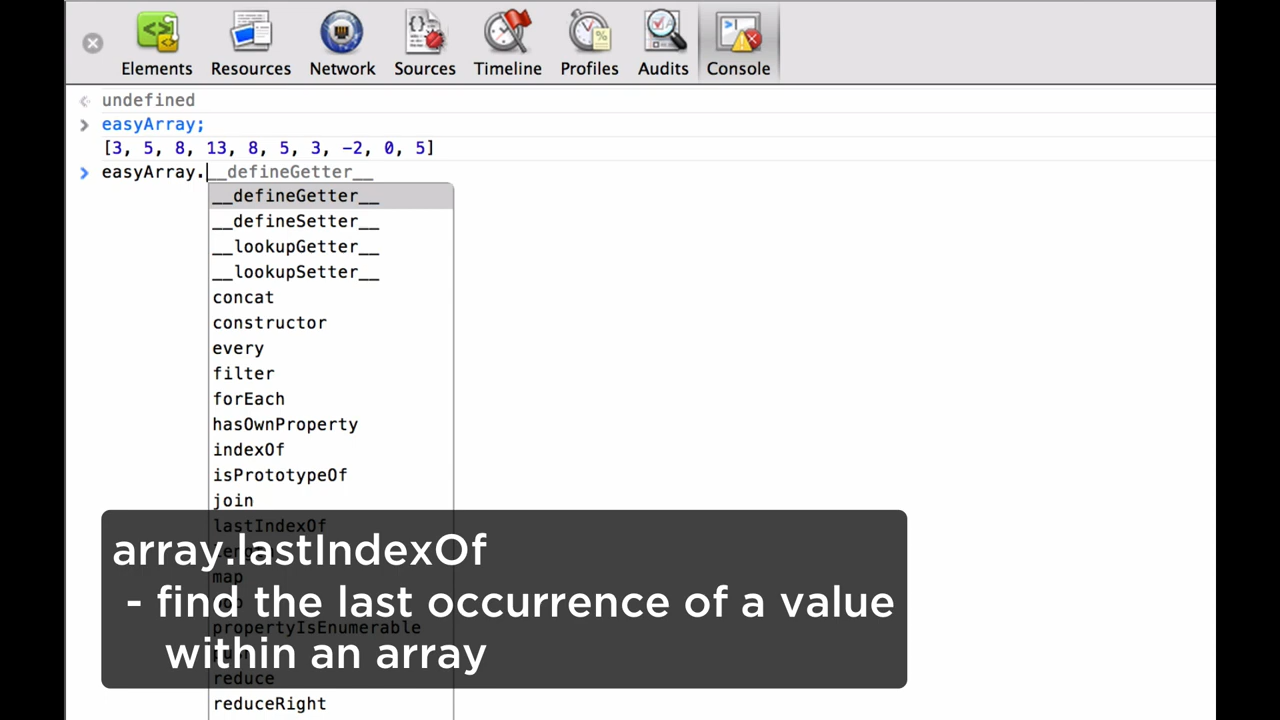 Elements Resources Network Sources Timeline Profiles Audits Console
undefined
easyArray;
[3, 5, 8, 13, 8, 5, 3, -2, 0, 5]
easyArray.__defineGetter__
__defineGetter__
__defineSetter__
__lookupGetter__
__lookupSetter__
concat
constructor
every
filter
forEach
hasOwnProperty
indexOf
isPrototypeOf
join
lastIndexOf
array.lastIndexOf
map
- find the last occurrence of a value
propertyIsEnumerable
within an array
reduce
reduceRight